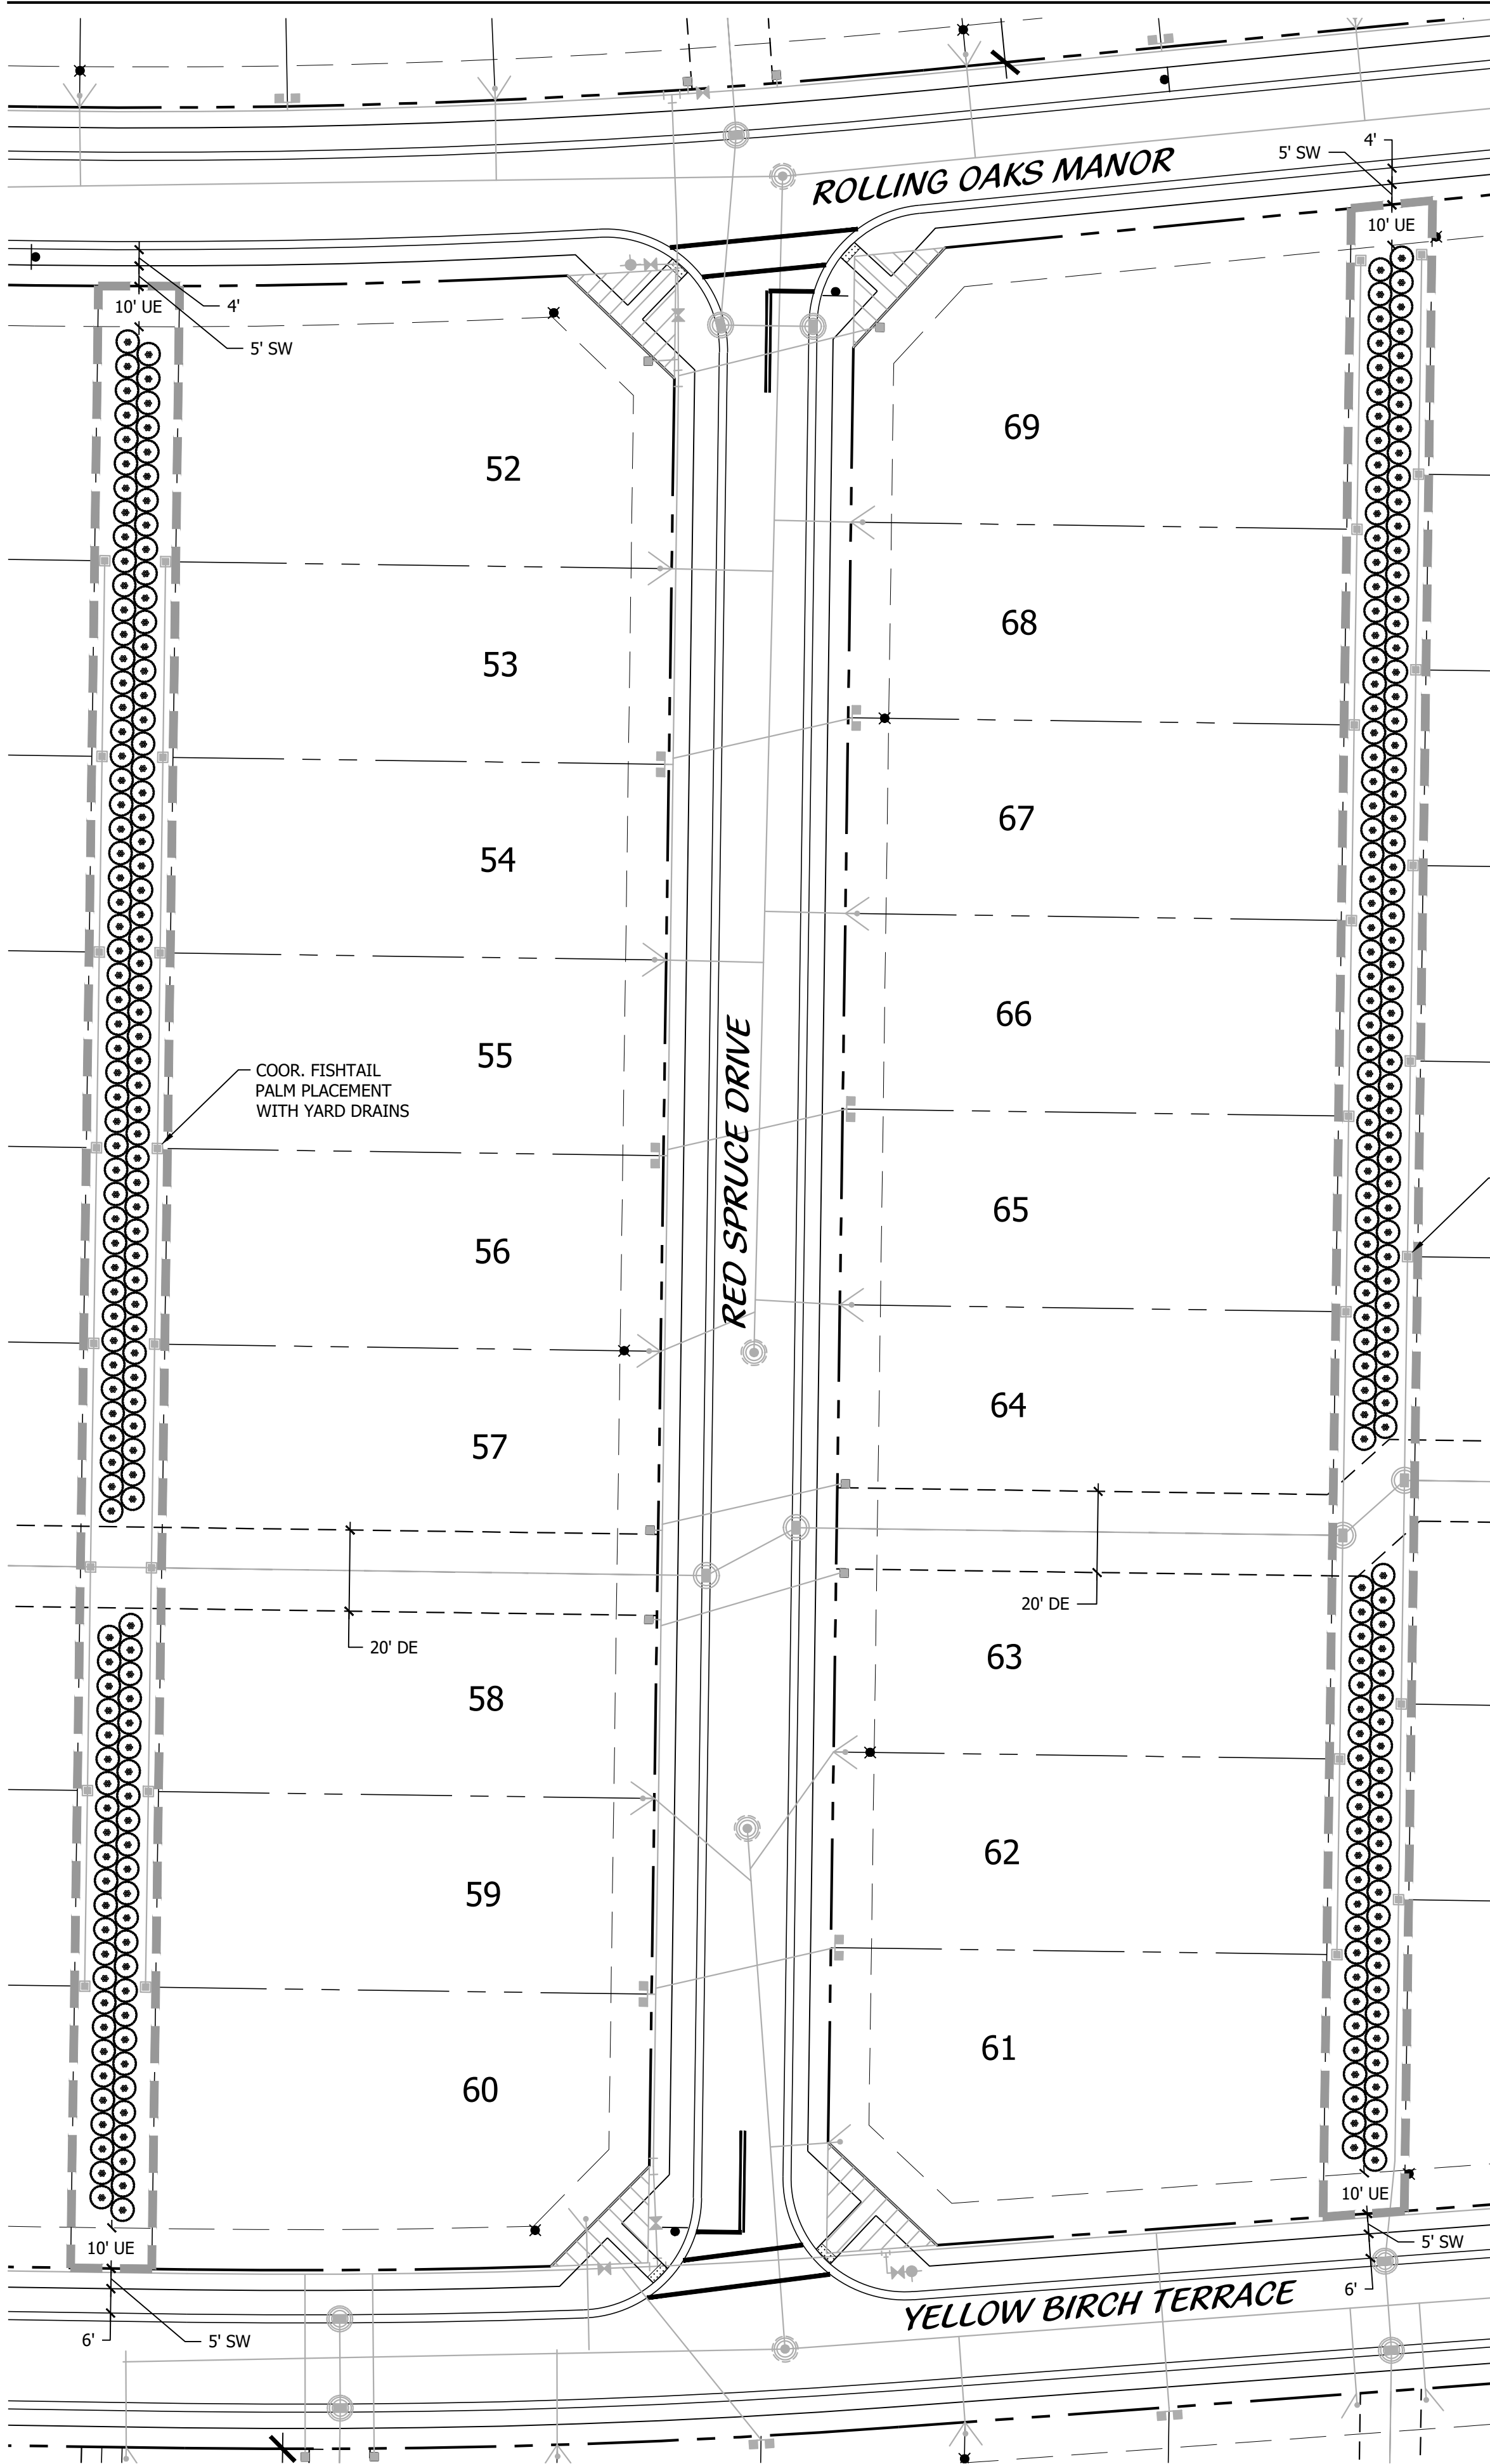 ROLLING OAKS MANOR
4'
5' SW
10' UE
10' UE
4'
5' SW
69
52
68
53
67
54
66
55
COOR. FISHTAIL
PALM PLACEMENT
WITH YARD DRAINS
RED SPRUCE DRIVE
65
56
64
57
20' DE
20' DE
63
58
62
59
61
60
10' UE
5' SW
6'
10' UE
5' SW
6'
YELLOW BIRCH TERRACE